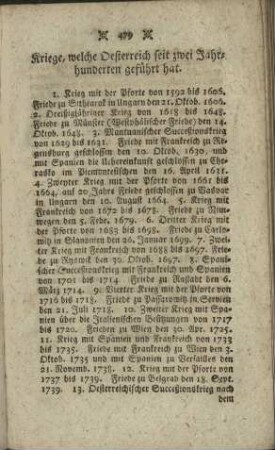 479
Kriege, welche Oesterreich seit zwei Jahr-
hunderten geführt hat.
1. Krieg mit der Pforte von 1592 bis 1606.
Friede zu Sithvarok in Ungarn den 21. Oktob. 1606.
2. Dreißigjähriger Krieg von 1618 bis 1648.
Friede zu Münster (Westphälischer Friede) den 14.
Oktob. 1648. 3. Mantuanischer Successionskrieg
von 1629 bis 1631. Friede mit Frankreich zu Re-
gensburg geschlossen den 10. Oktob. 1630, und
mit Spanien die Uebereinkunft geschlossen zu Che-
rasko im Piemontesischen den 16. April 1631.
4. Zweyter Krieg mit der Pforte von 1661 bis
1664, auf 20 Jahre Friede geschlossen zu Vasvar
in Ungarn den 10. August 1664. 5. Krieg mit
Frankreich von 1672 bis 1678. Friede zu Nim-
wegen den 5. Febr. 1679. 6. Dritter Krieg mit
der Pforte von 1683 bis 1698. Friede zu Carlo-
witz in Slavonien den 26. Januar 1699. 7. Zwei-
ter Krieg mit Frankreich von 1688 bis 1697. Frie-
de zu Ryswick den 30. Oktob. 1697. 8. Spani-
scher Successionskrieg mit Frankreich und Spanien
von 1701 bis 1714. Friede zu Rastadt den 6.
März 1714. 9. Vierter Krieg mit der Pforte von
1716 bis 1718. Friede zu Passarowitz in Servien
den 21. Jul 1718. 10. Zweiter Krieg mit Spa-
nien über die Italienischen Besitzungen von 1717
bis 1720. Frieden zu Wien den 30. Apr. 1725.
11. Krieg mit Spanien und Frankreich von 1733
bis 1735. Friede mit Frankreich zu Wien den 3.
Oktob. 1735 und mit Spanien zu Versailles den
21. Novemb. 1738. 12. Krieg mit der Pforte von
1737 bis 1739. Friede zu Belgrad den 18. Sept.
1739. 13. Oesterreichischer Successionskrieg nach
dem